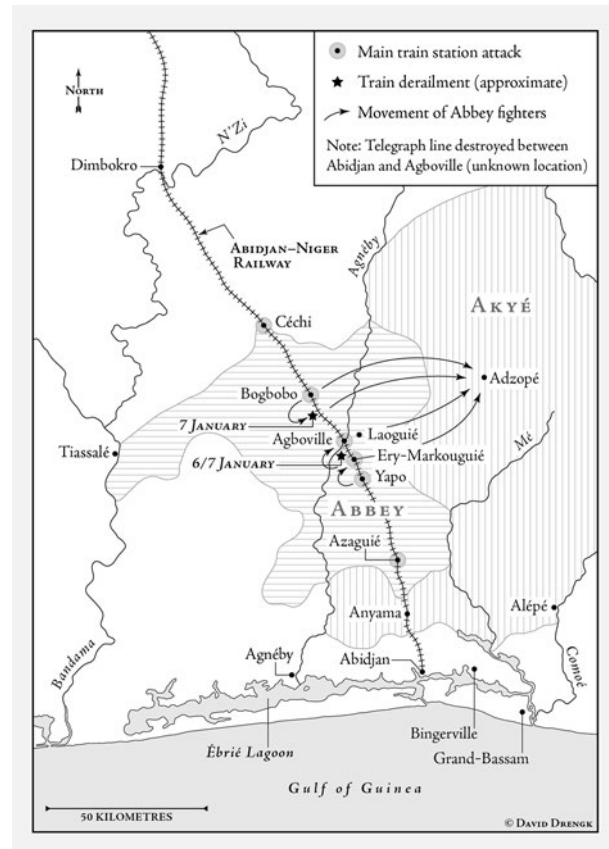 Main train station attack
Train derailment (approximate)
Movement of Abbey fighters
Note: Telegraph line destroyed between
Abidjan and Agboville (unknown location)
North
N'Zi
Dimbokro
Abidjan–Niger
Railway
Agnéby
Akyé
Céchi
Adzopé
Bogbobo
7 January
Agboville
Laoguié
Mé
Tiassalé
6/7 January
Ery-Markouguié
Yapo
Abbey
Azaguié
Anyama
Alépé
Bandama
Agnéby
Abidjan
Comoé
Bingerville
Ébrié Lagoon
Grand-Bassam
Gulf of Guinea
50 KILOMETRES
© David Drengk